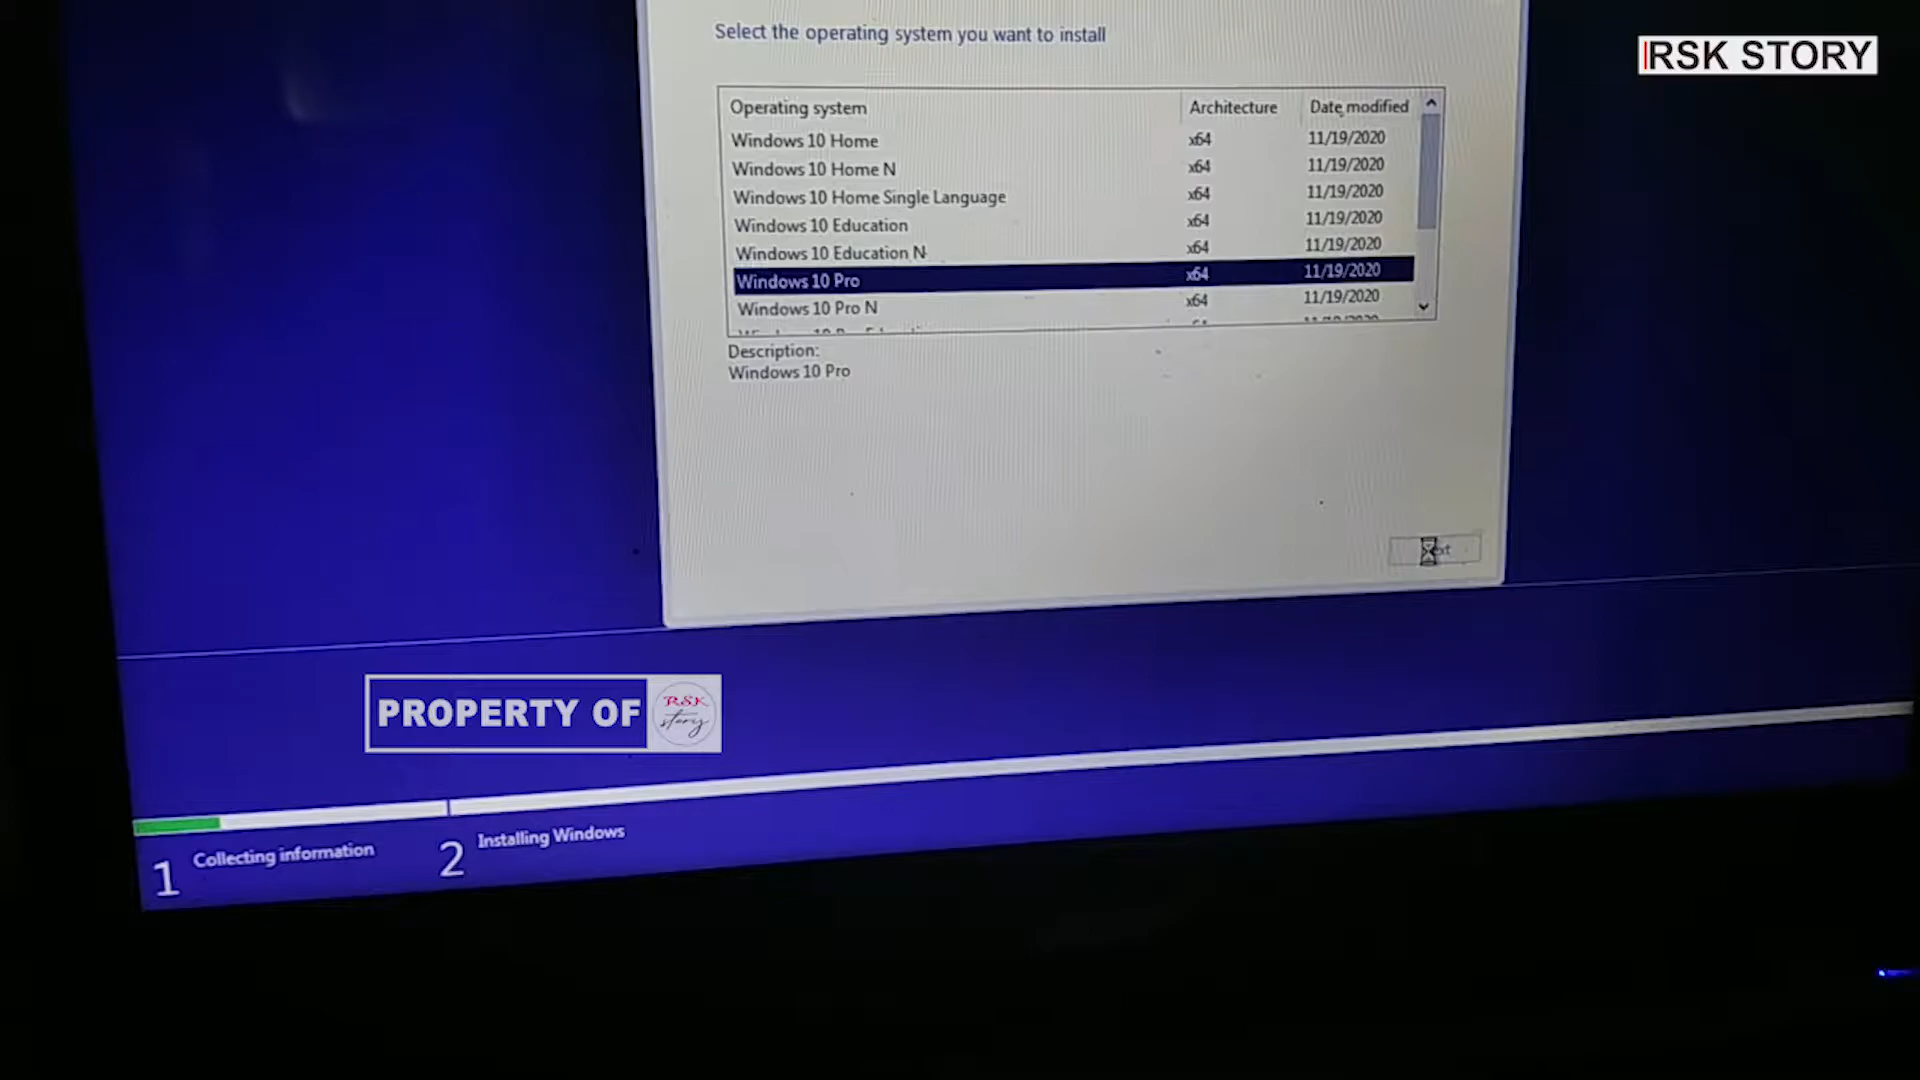 RSK STORY
Select the operating system you want to install
Operating system Architecture Date modified
Windows 10 Home x64 11/19/2020
Windows 10 Home N x64 11/19/2020
Windows 10 Home Single Language x64 11/19/2020
Windows 10 Education x64 11/19/2020
Windows 10 Education N x64 11/19/2020
Windows 10 Pro x64 11/19/2020
Windows 10 Pro N x64 11/19/2020
Description:
Windows 10 Pro
PROPERTY OF RSK story
1 Collecting information 2 Installing Windows